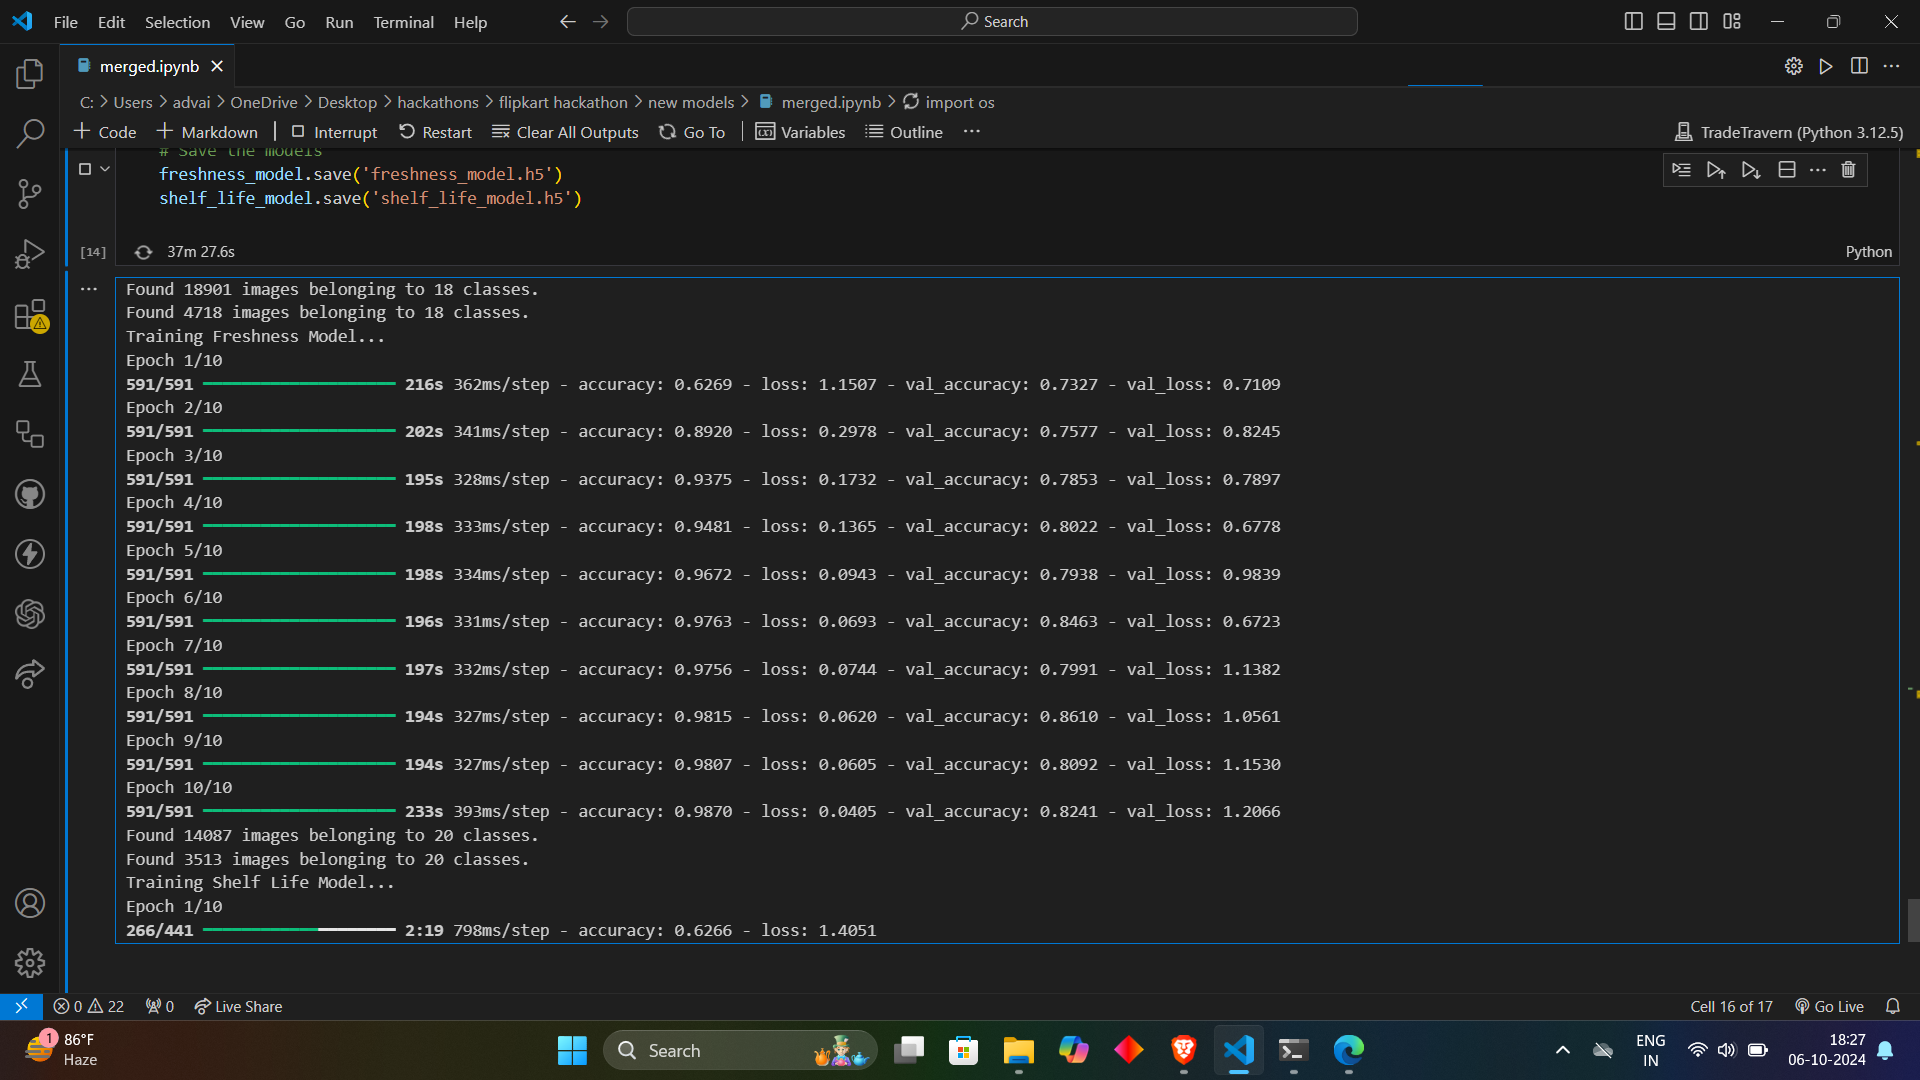 File Edit Selection View Go Run Terminal Help
Search
merged.ipynb
C: > Users > advai > OneDrive > Desktop > hackathons > flipkart hackathon > new models > merged.ipynb > import os
+ Code + Markdown | Interrupt Restart Clear All Outputs Go To | Variables Outline ...
TradeTravern (Python 3.12.5)
# Save the models
freshness_model.save('freshness_model.h5')
shelf_life_model.save('shelf_life_model.h5')
[14] 37m 27.6s
Python
Found 18901 images belonging to 18 classes.
Found 4718 images belonging to 18 classes.
Training Freshness Model...
Epoch 1/10
591/591 216s 362ms/step - accuracy: 0.6269 - loss: 1.1507 - val_accuracy: 0.7327 - val_loss: 0.7109
Epoch 2/10
591/591 202s 341ms/step - accuracy: 0.8920 - loss: 0.2978 - val_accuracy: 0.7577 - val_loss: 0.8245
Epoch 3/10
591/591 195s 328ms/step - accuracy: 0.9375 - loss: 0.1732 - val_accuracy: 0.7853 - val_loss: 0.7897
Epoch 4/10
591/591 198s 333ms/step - accuracy: 0.9481 - loss: 0.1365 - val_accuracy: 0.8022 - val_loss: 0.6778
Epoch 5/10
591/591 198s 334ms/step - accuracy: 0.9672 - loss: 0.0943 - val_accuracy: 0.7938 - val_loss: 0.9839
Epoch 6/10
591/591 196s 331ms/step - accuracy: 0.9763 - loss: 0.0693 - val_accuracy: 0.8463 - val_loss: 0.6723
Epoch 7/10
591/591 197s 332ms/step - accuracy: 0.9756 - loss: 0.0744 - val_accuracy: 0.7991 - val_loss: 1.1382
Epoch 8/10
591/591 194s 327ms/step - accuracy: 0.9815 - loss: 0.0620 - val_accuracy: 0.8610 - val_loss: 1.0561
Epoch 9/10
591/591 194s 327ms/step - accuracy: 0.9807 - loss: 0.0605 - val_accuracy: 0.8092 - val_loss: 1.1530
Epoch 10/10
591/591 233s 393ms/step - accuracy: 0.9870 - loss: 0.0405 - val_accuracy: 0.8241 - val_loss: 1.2066
Found 14087 images belonging to 20 classes.
Found 3513 images belonging to 20 classes.
Training Shelf Life Model...
Epoch 1/10
266/441 2:19 798ms/step - accuracy: 0.6266 - loss: 1.4051
0 22 0 Live Share
Cell 16 of 17 Go Live
1 86°F
Haze
Search
ENG
IN
18:27
06-10-2024